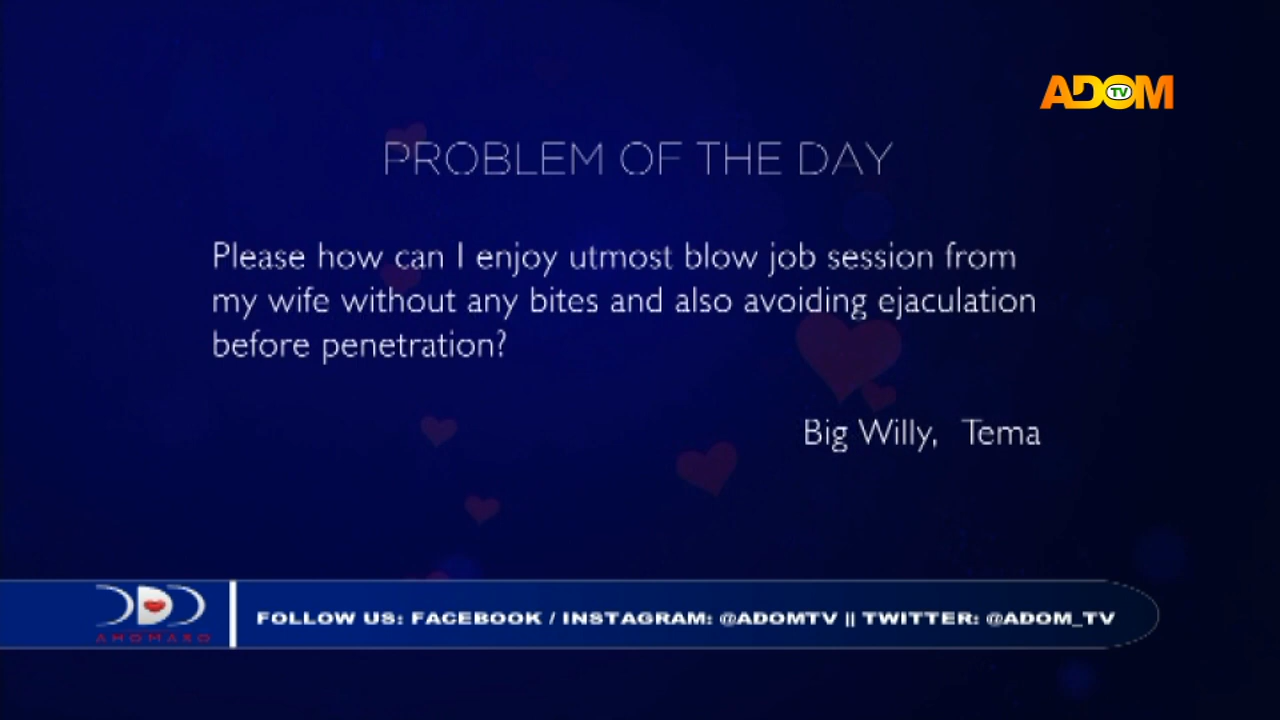 ADOM TV
PROBLEM OF THE DAY
Please how can I enjoy utmost blow job session from
my wife without any bites and also avoiding ejaculation
before penetration?
Big Willy, Tema
AHOMAKO
FOLLOW US: FACEBOOK / INSTAGRAM: @ADOMTV || TWITTER: @ADOM_TV